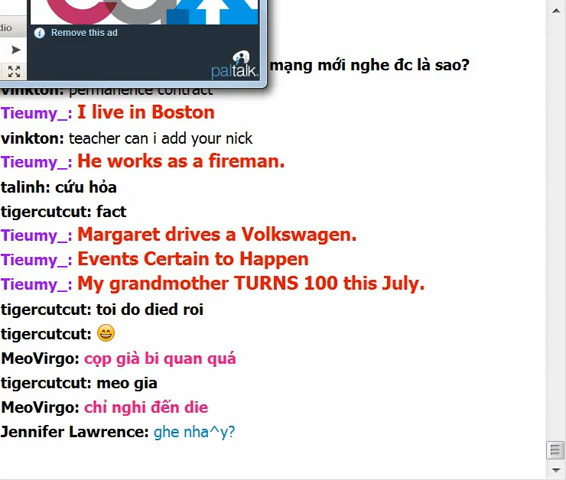 dio
Remove this ad
paltalk.
mạng mới nghe đc là sao?
vinkton: permanence contract
Tieumy_: I live in Boston
vinkton: teacher can i add your nick
Tieumy_: He works as a fireman.
talinh: cứu hỏa
tigercutcut: fact
Tieumy_: Margaret drives a Volkswagen.
Tieumy_: Events Certain to Happen
Tieumy_: My grandmother TURNS 100 this July.
tigercutcut: toi do died roi
tigercutcut: 😄
MeoVirgo: cọp già bi quan quá
tigercutcut: meo gia
MeoVirgo: chỉ nghi đến die
Jennifer Lawrence: ghe nha^y?